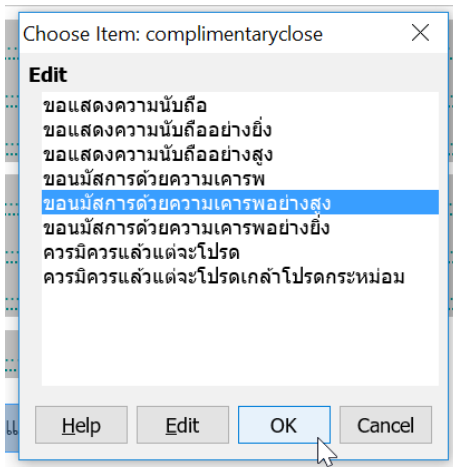 Choose Item: complimentaryclose
Edit
ขอแสดงความนับถือ
ขอแสดงความนับถืออย่างยิ่ง
ขอแสดงความนับถืออย่างสูง
ขอนมัสการด้วยความเคารพ
ขอนมัสการด้วยความเคารพอย่างสูง
ขอนมัสการด้วยความเคารพอย่างยิ่ง
ควรมิควรแล้วแต่จะโปรด
ควรมิควรแล้วแต่จะโปรดเกล้าโปรดกระหม่อม
Help Edit OK Cancel